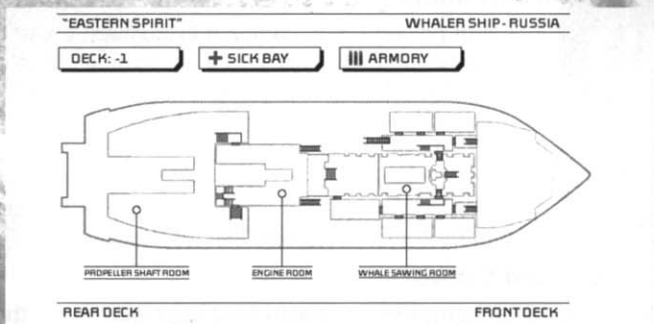 "EASTERN SPIRIT"
WHALER SHIP - RUSSIA
DECK: -1
SICK BAY
ARMORY
PROPELLER SHAFT ROOM
ENGINE ROOM
WHALE SAWING ROOM
REAR DECK
FRONT DECK